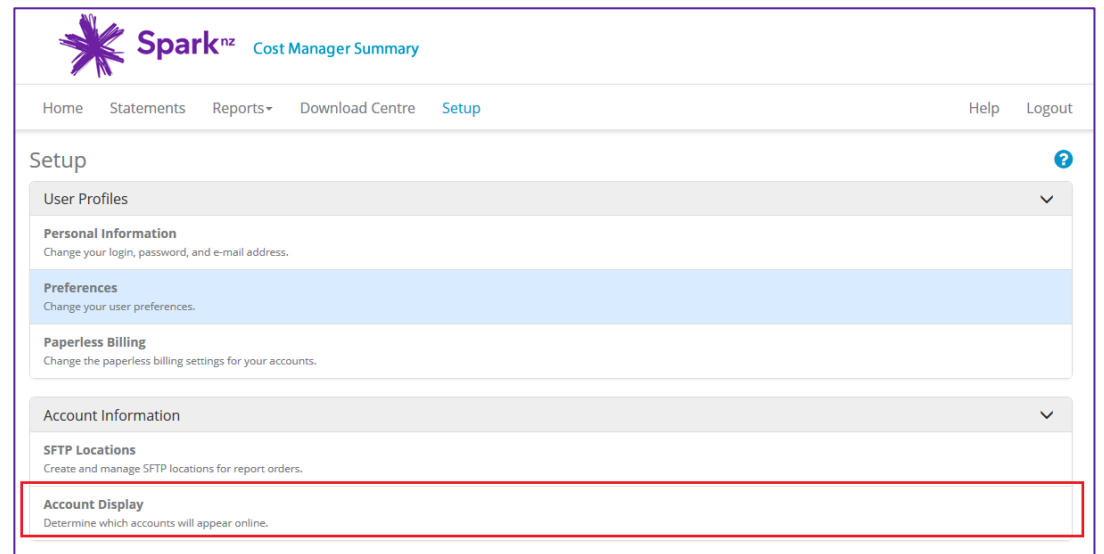 Spark nz Cost Manager Summary
Home Statements Reports Download Centre Setup Help Logout
Setup ?
User Profiles
Personal Information
Change your login, password, and e-mail address.
Preferences
Change your user preferences.
Paperless Billing
Change the paperless billing settings for your accounts.
Account Information
SFTP Locations
Create and manage SFTP locations for report orders.
Account Display
Determine which accounts will appear online.